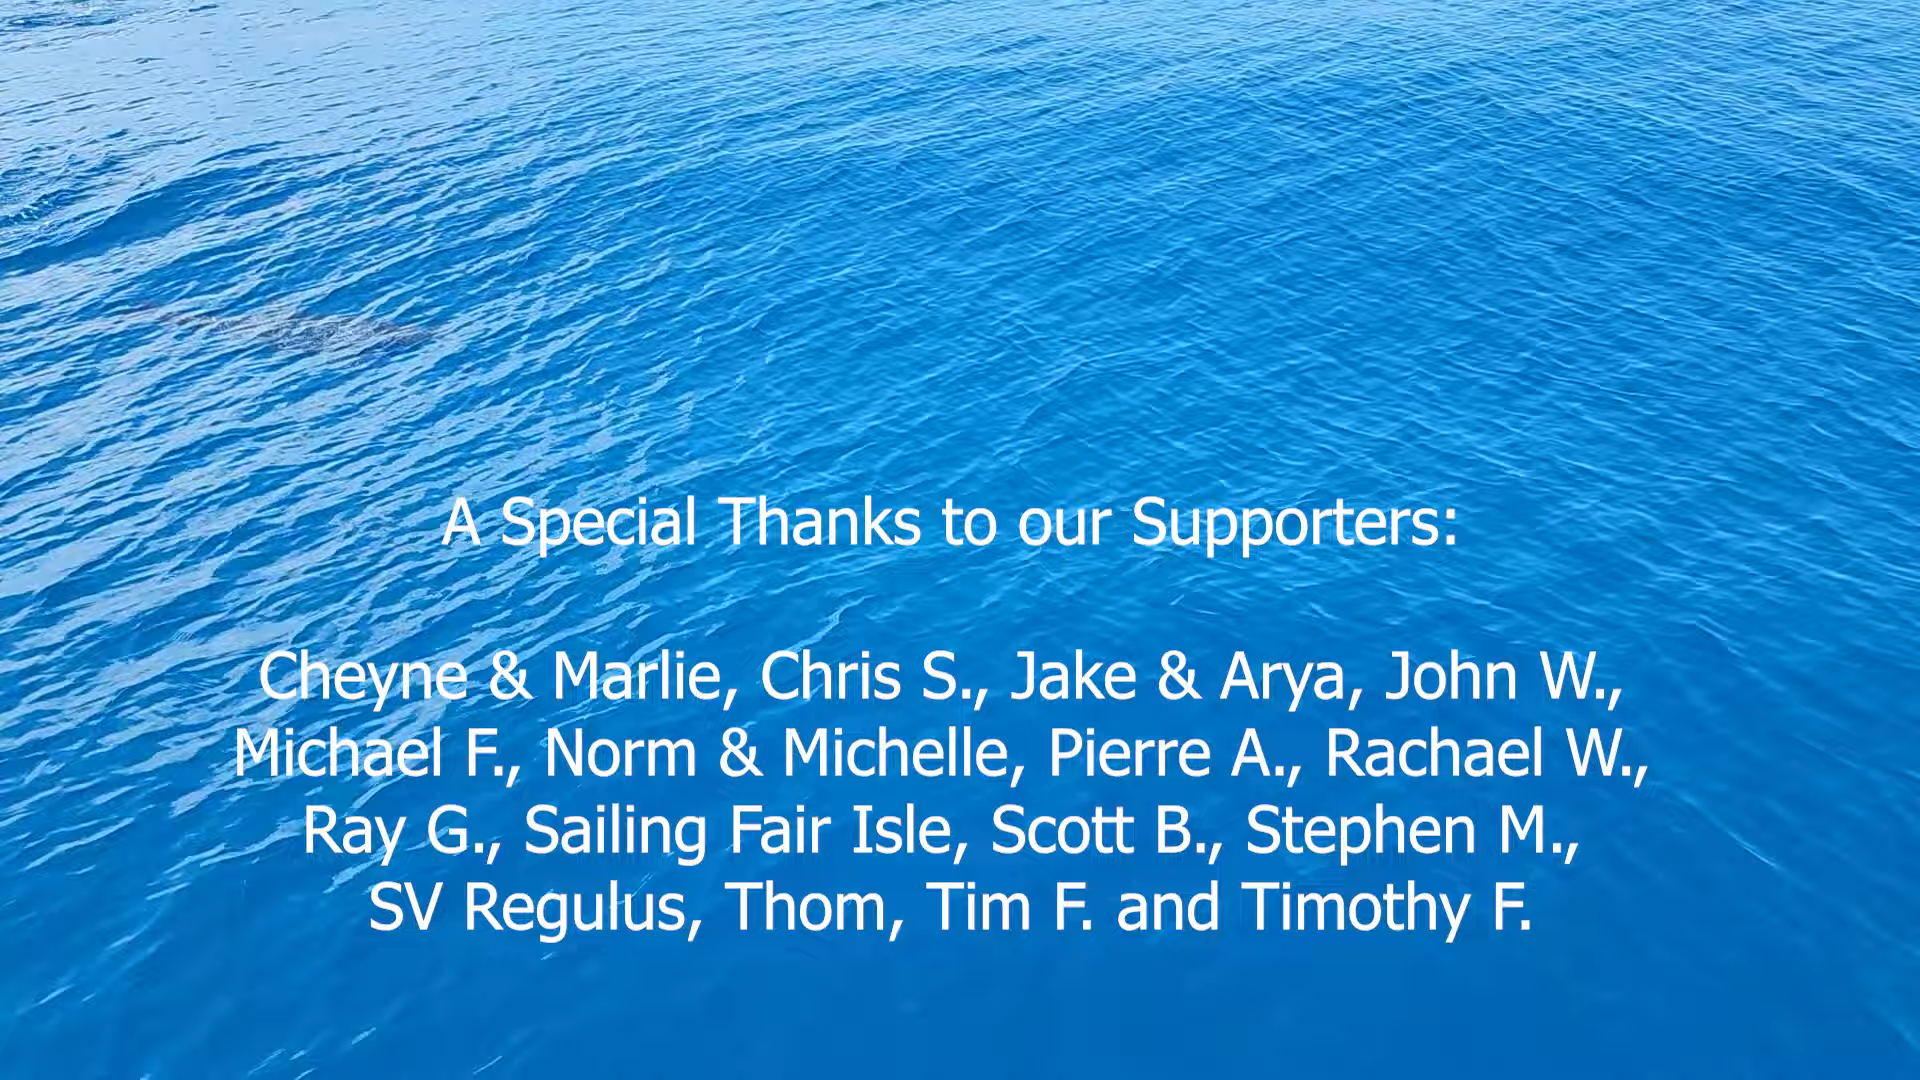 A Special Thanks to our Supporters:
Cheyne & Marlie, Chris S., Jake & Arya, John W.,
Michael F., Norm & Michelle, Pierre A., Rachael W.,
Ray G., Sailing Fair Isle, Scott B., Stephen M.,
SV Regulus, Thom, Tim F. and Timothy F.